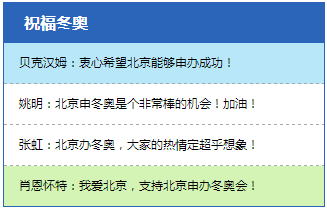 祝福冬奥
贝克汉姆：衷心希望北京能够申办成功！
姚明：北京申冬奥是个非常棒的机会！加油！
张虹：北京办冬奥，大家的热情定超乎想象！
肖恩怀特：我爱北京，支持北京申办冬奥会！